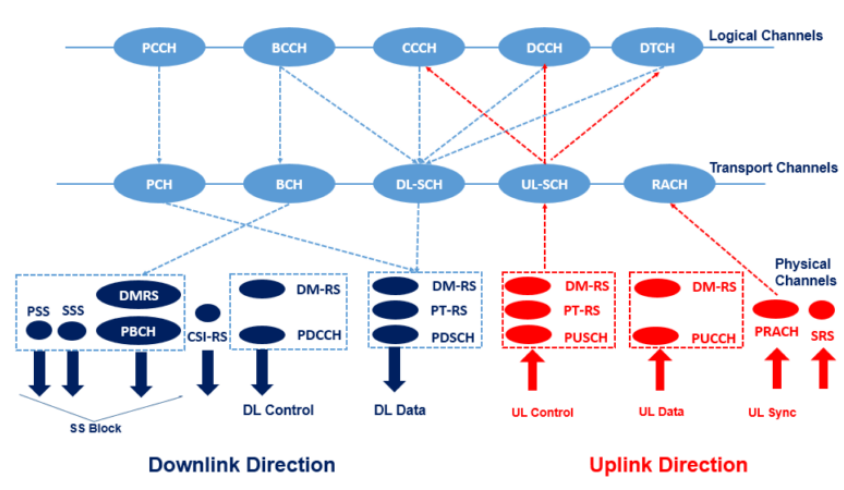 PCCH BCCH CCCH DCCH DTCH Logical Channels
PCH BCH DL-SCH UL-SCH RACH Transport Channels
Physical
Channels
PSS SSS DMRS PBCH
CSI-RS
DM-RS
PDCCH
DM-RS
PT-RS
PDSCH
DM-RS
PT-RS
PUSCH
DM-RS
PUCCH
PRACH
SRS
SS Block
DL Control
DL Data
UL Control
UL Data
UL Sync
Downlink Direction
Uplink Direction